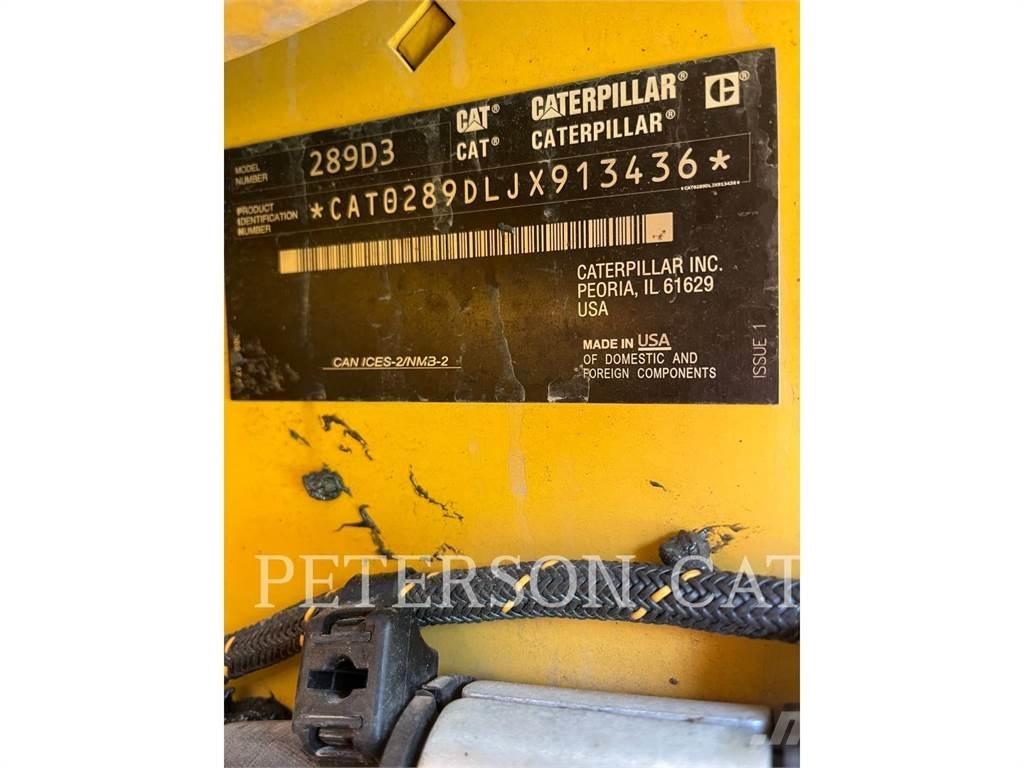 CAT® CATERPILLAR®
CAT® CATERPILLAR®
MODEL NUMBER 289D3
PRODUCT IDENTIFICATION NUMBER *CAT0289DLJX913436*
*CAT0289DLJX913436*
CATERPILLAR INC.
PEORIA, IL 61629
USA
MADE IN USA
OF DOMESTIC AND
FOREIGN COMPONENTS
CAN ICES-2/NMB-2
ISSUE 1
PETERSON CAT